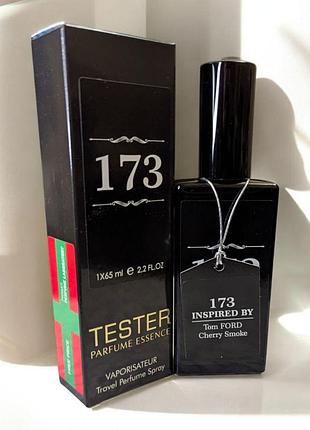 173
1X65 ml e 2,2 FL.OZ
TESTER
PARFUME ESSENCE
VAPORISATEUR
Travel Perfume Spray
173
INSPIRED BY
Tom FORD
Cherry Smoke